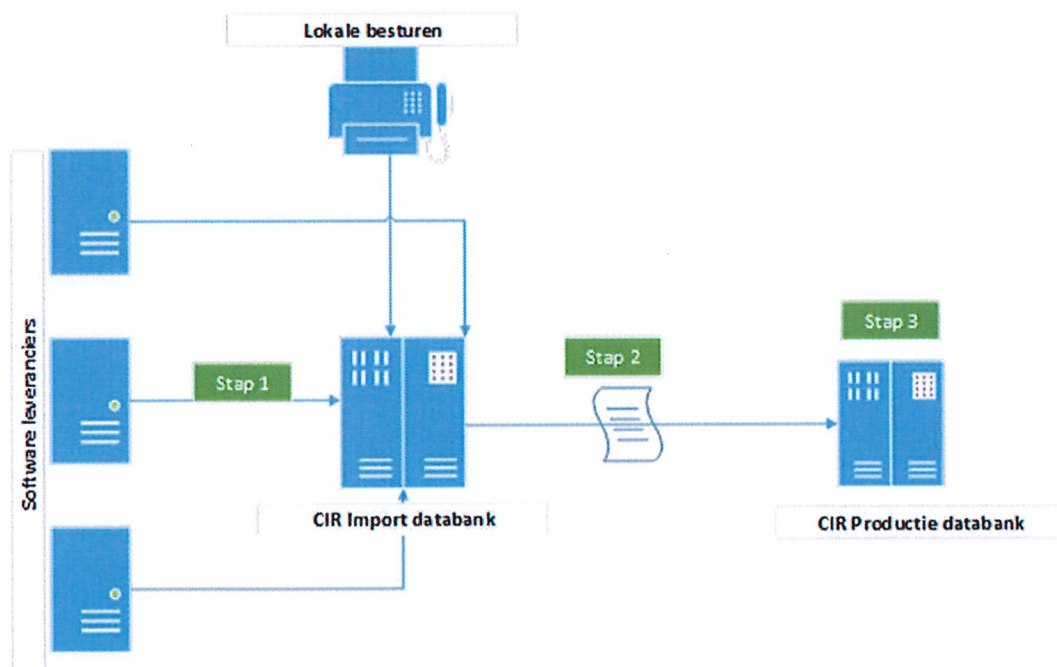 Lokale besturen
Software leveranciers
Stap 1
Stap 2
Stap 3
CIR Import databank
CIR Productie databank